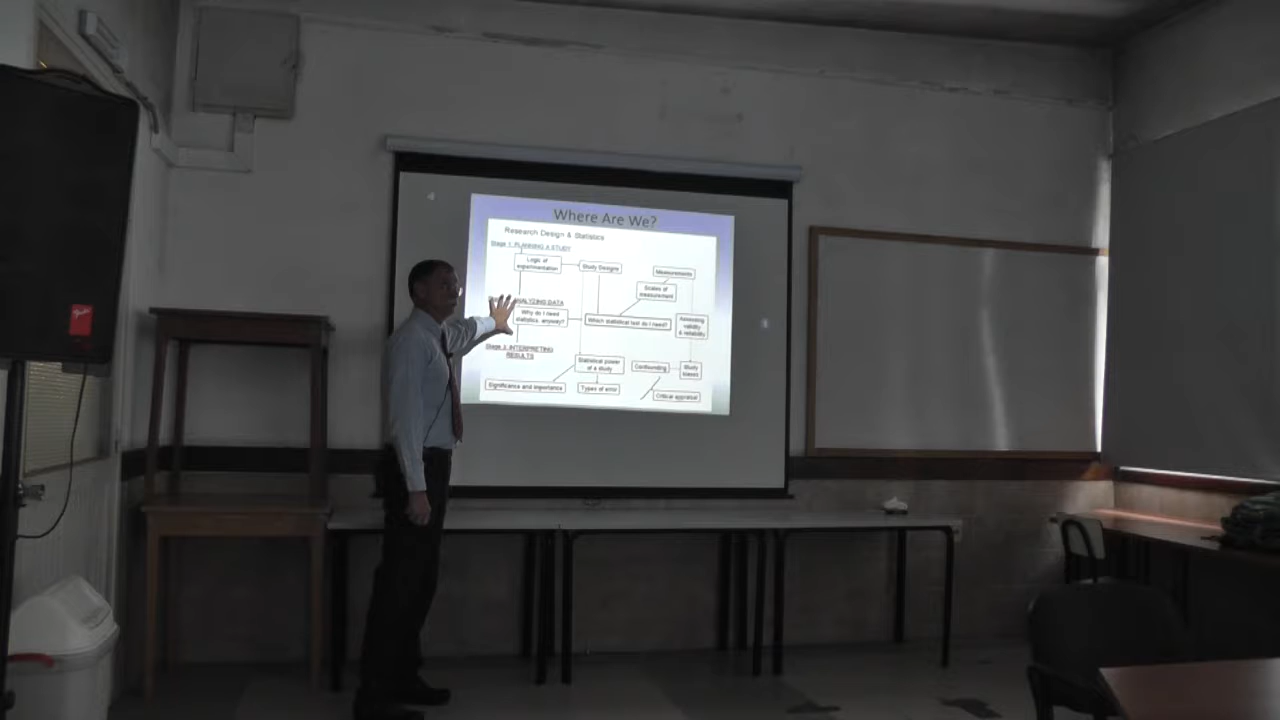 Where Are We?
Research Design & Statistics
Stage 1: PLANNING A STUDY
Logic of
experimentation
Study Designs
Measurements
Scales of
measurement
ANALYZING DATA
Why do I need
statistics, anyway?
Which statistical test do I need?
Assessing
validity
& reliability
Stage 3: INTERPRETING
RESULTS
Statistical power
of a study
Confounding
Study
biases
Significance and importance
Types of error
Critical appraisal